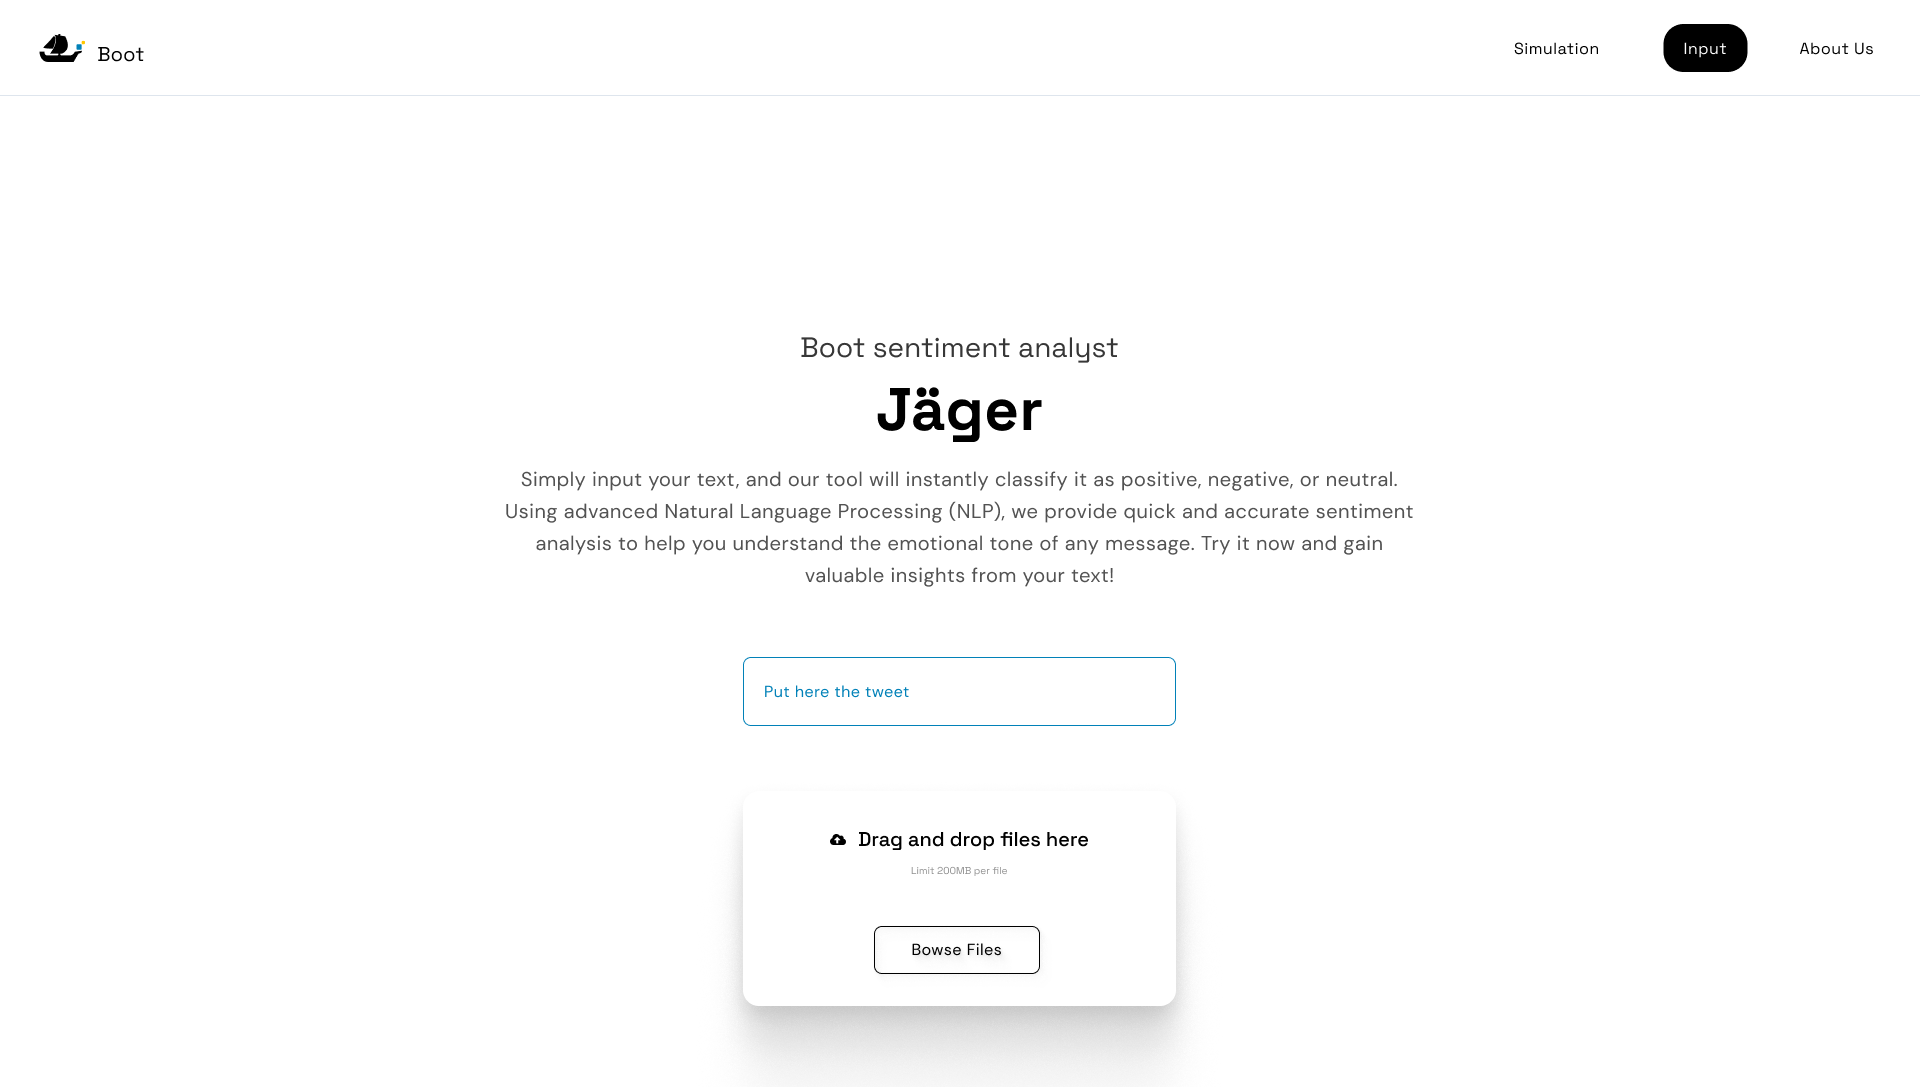 Boot
Simulation
Input
About Us
Boot sentiment analyst
Jäger
Simply input your text, and our tool will instantly classify it as positive, negative, or neutral.
Using advanced Natural Language Processing (NLP), we provide quick and accurate sentiment
analysis to help you understand the emotional tone of any message. Try it now and gain
valuable insights from your text!
Put here the tweet
Drag and drop files here
Limit 200MB per file
Bowse Files